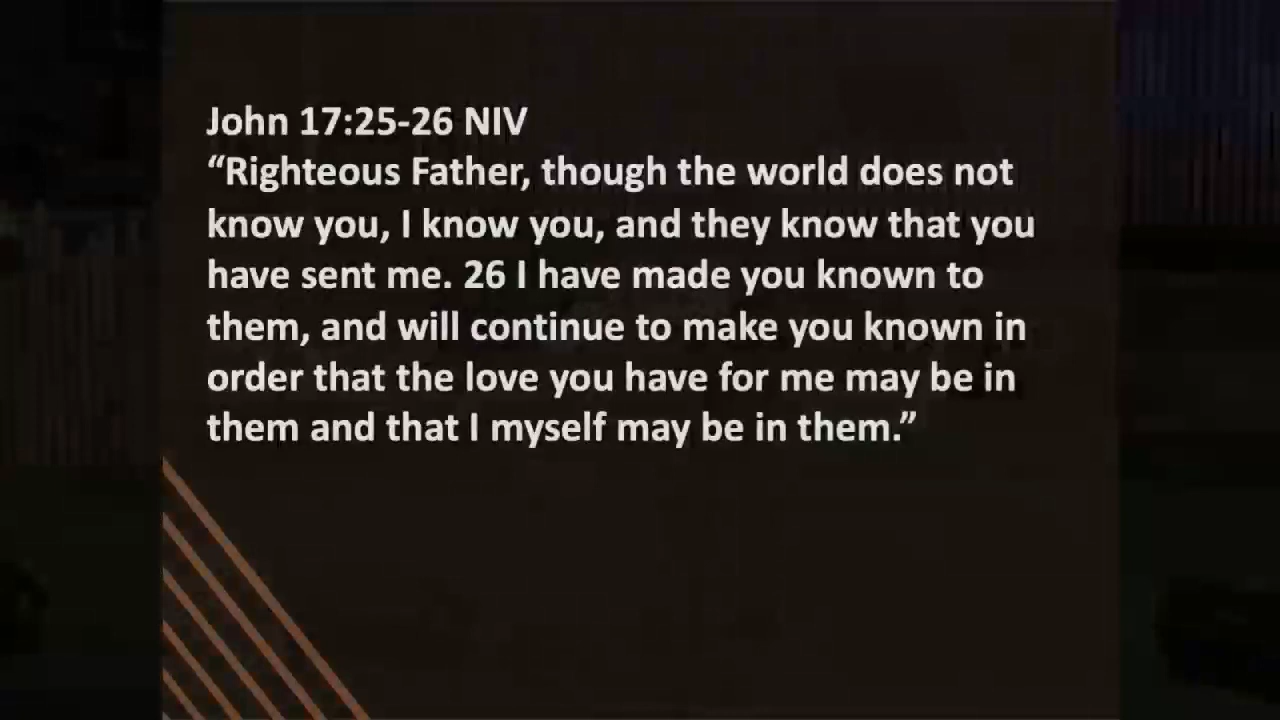 John 17:25-26 NIV
“Righteous Father, though the world does not
know you, I know you, and they know that you
have sent me. 26 I have made you known to
them, and will continue to make you known in
order that the love you have for me may be in
them and that I myself may be in them.”